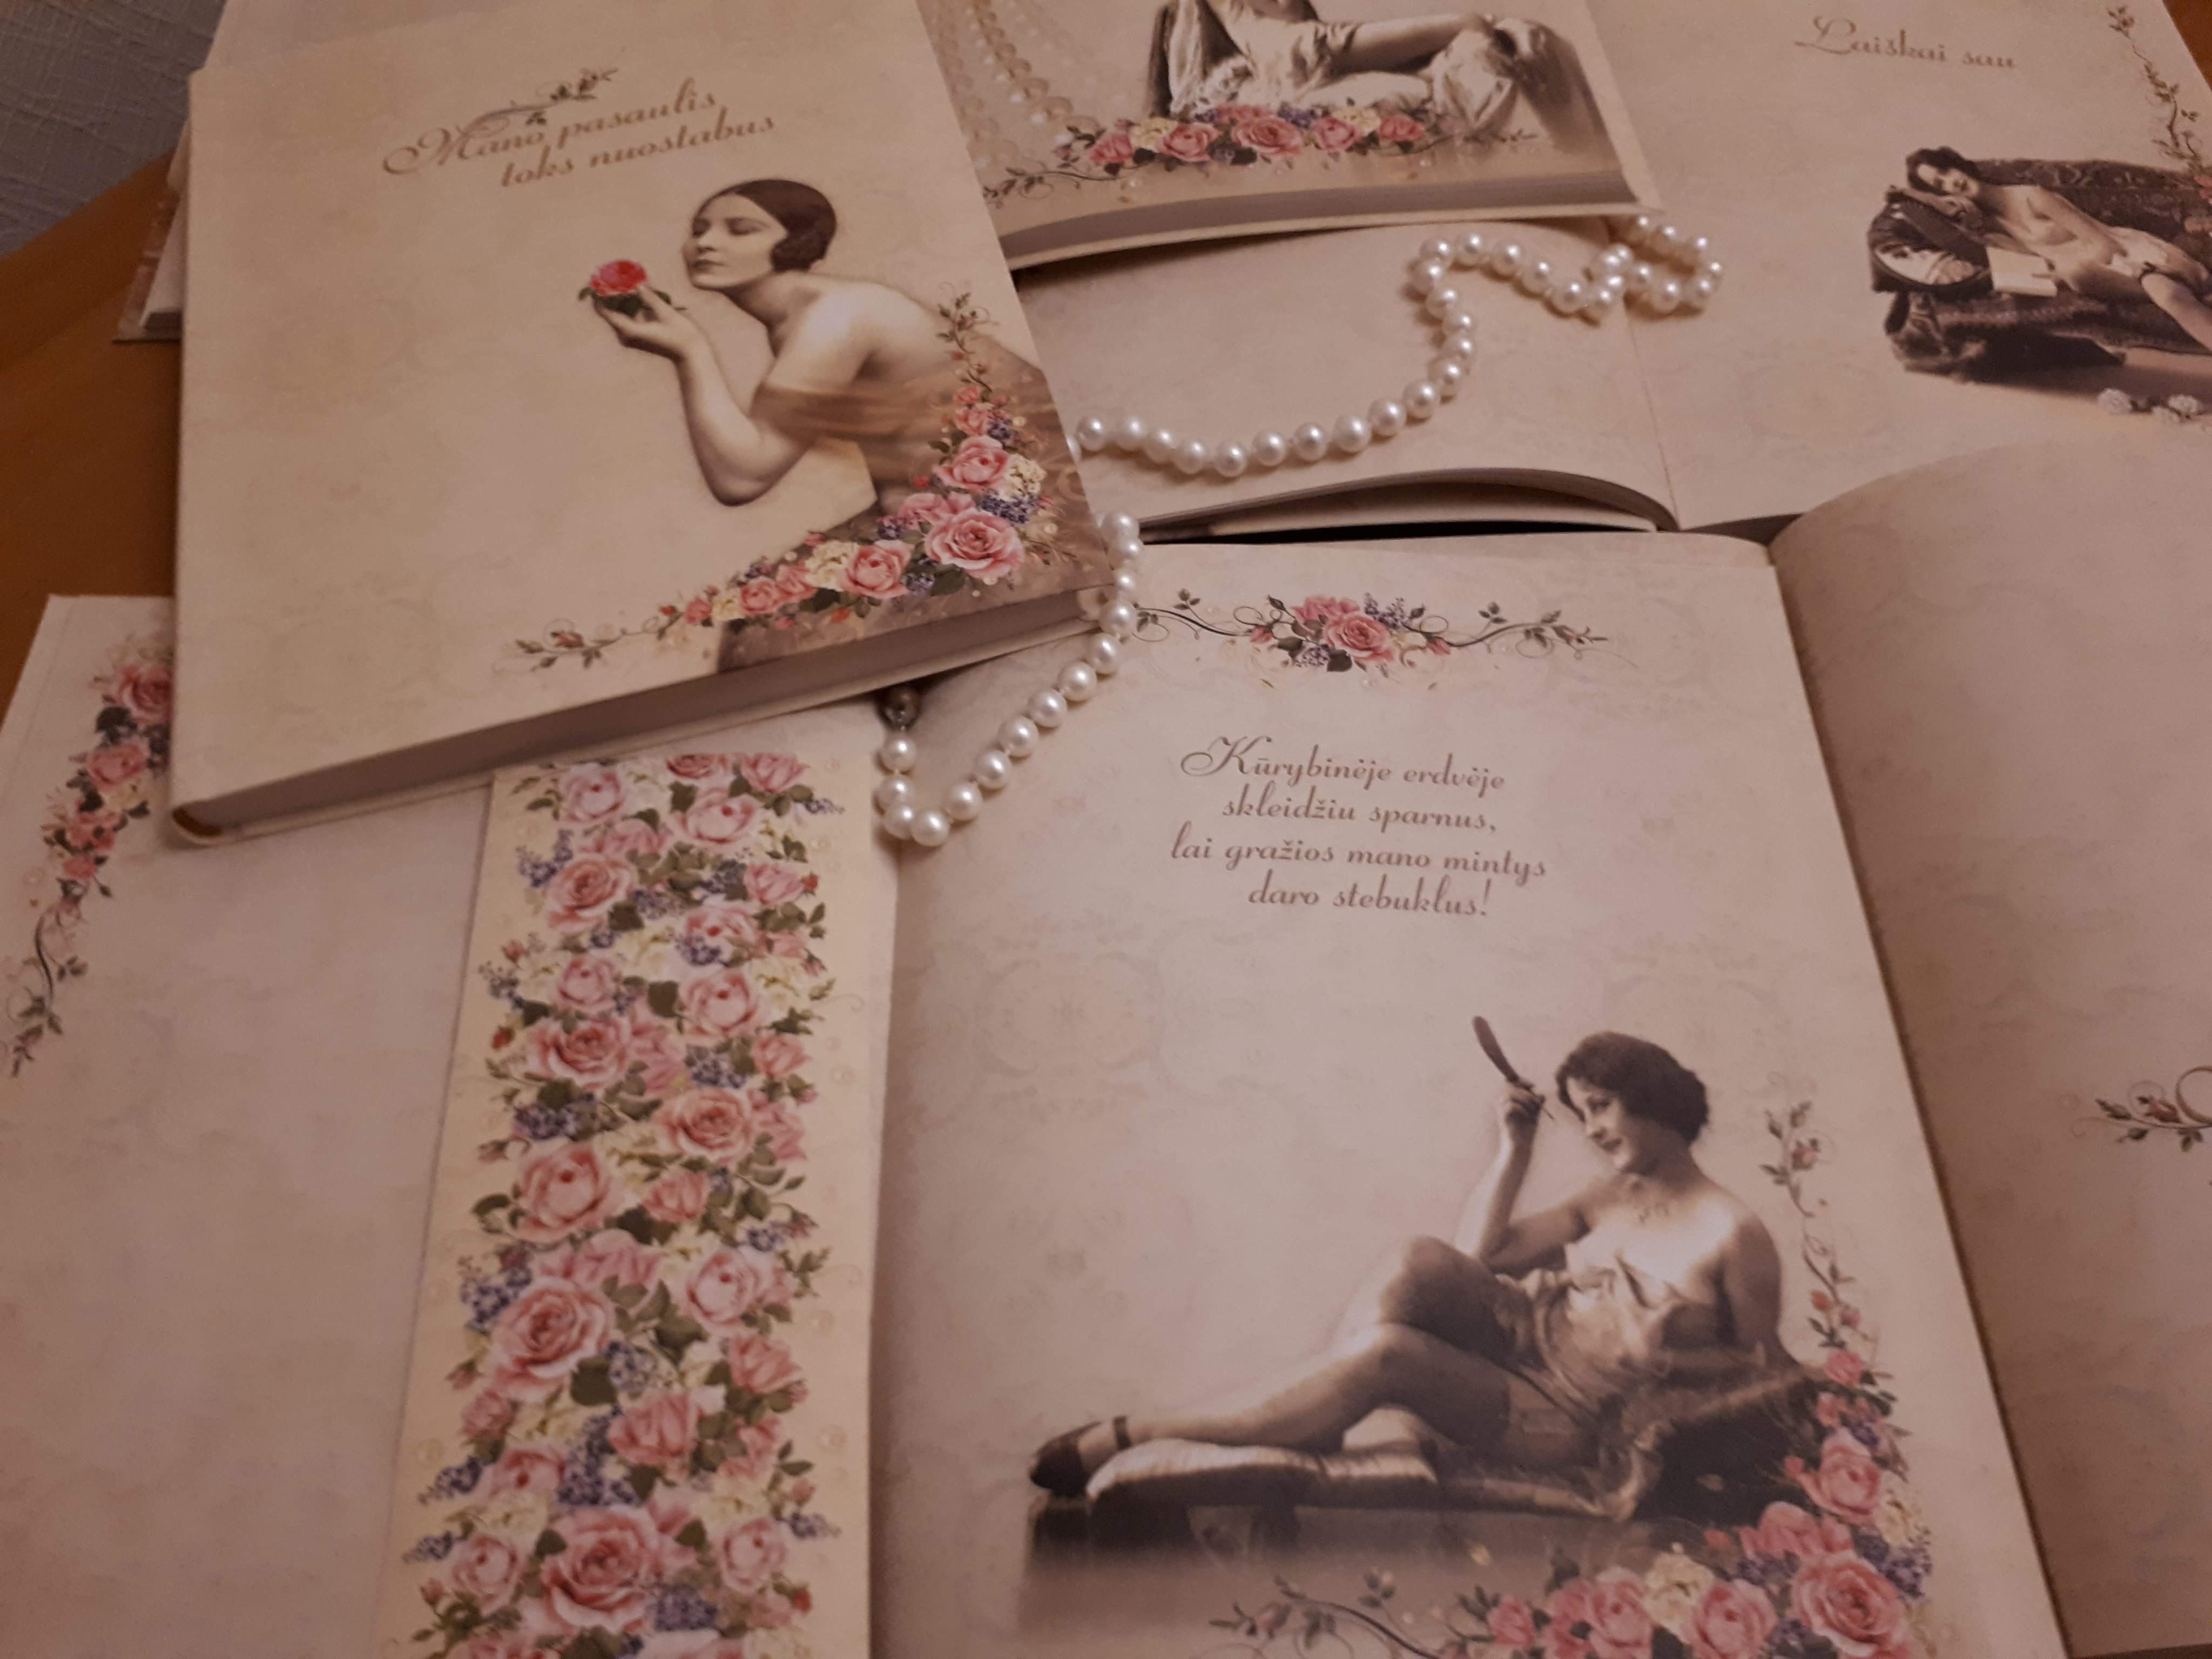 Mano pasaulis
toks nuostabus
Laiškai sau
Kūrybinėje erdvėje
skleidžiu sparnus,
lai gražios mano mintys
daro stebuklus!